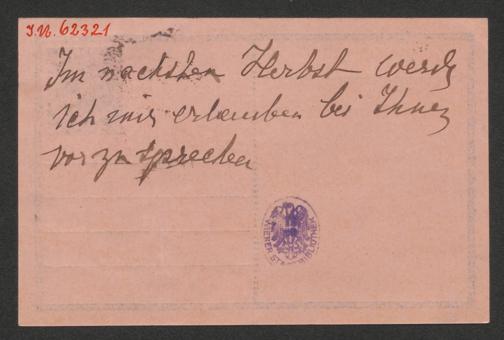 I.N. 62321
Im nächsten Herbst werde
ich mir erlauben bei Ihnen
vorzusprechen